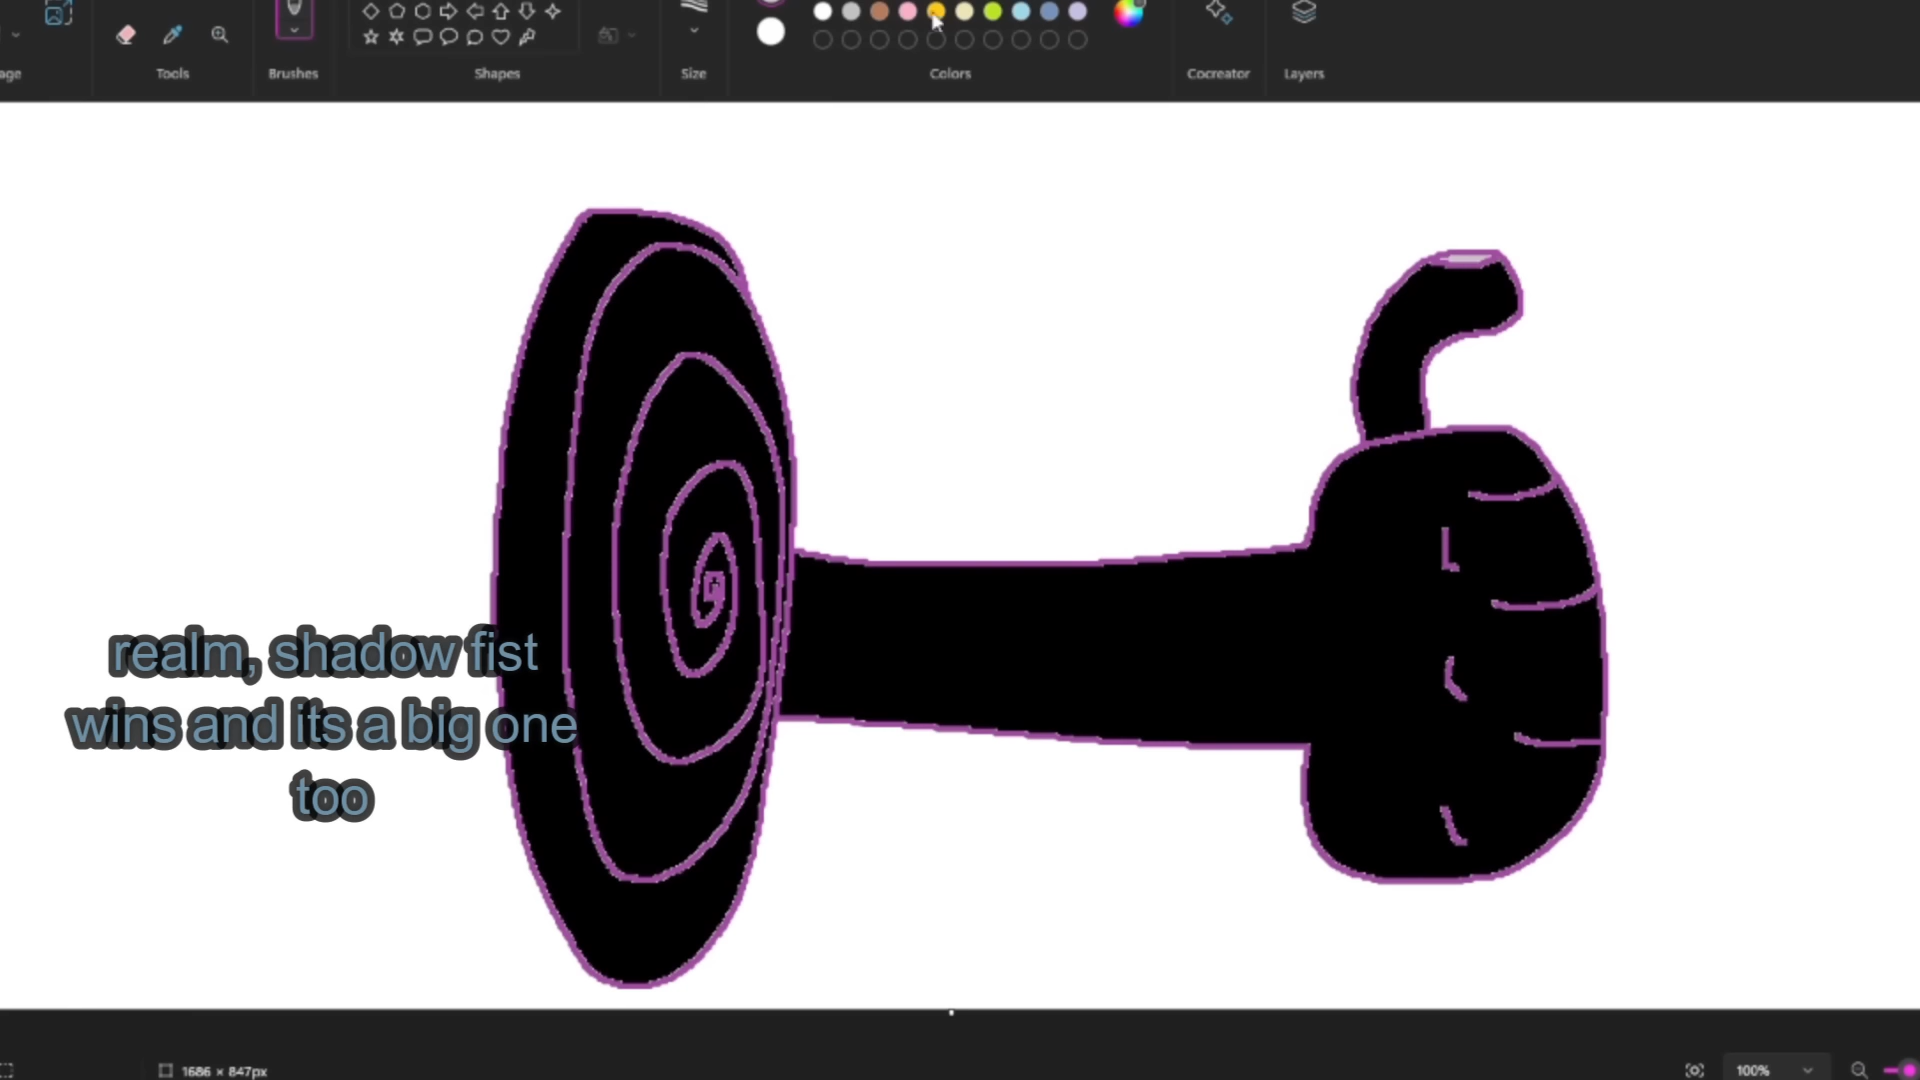 age
Tools
Brushes
Shapes
Size
Colors
Cocreator
Layers
realm, shadow fist
wins and its a big one
too
1686 × 847px
100%